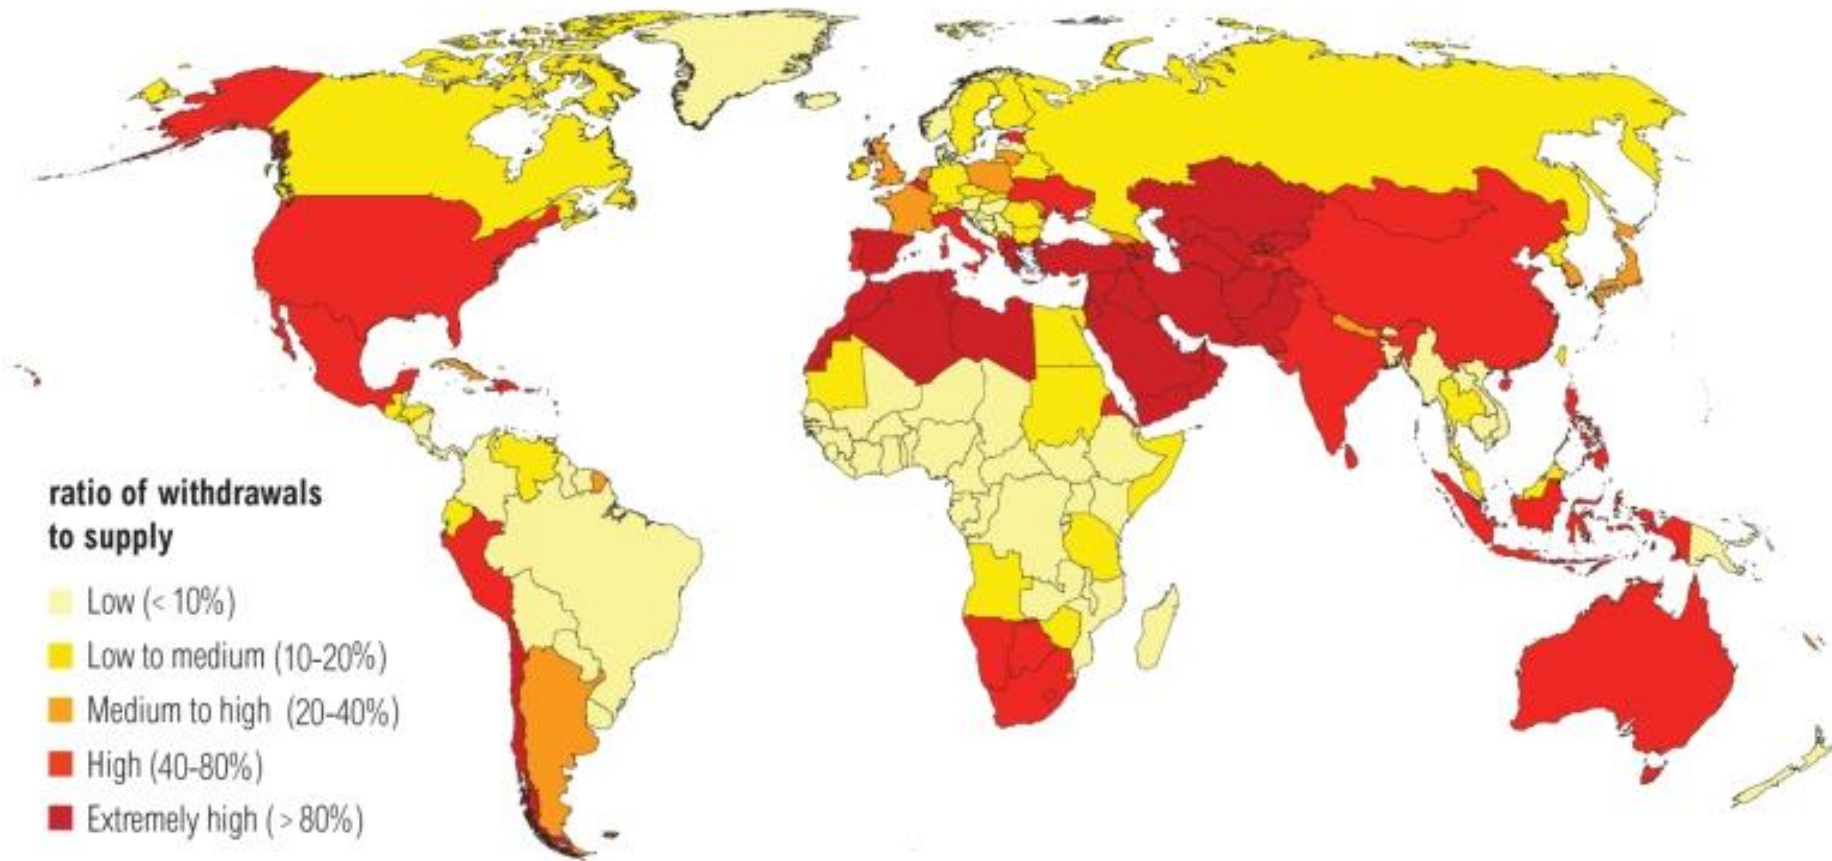 ratio of withdrawals
to supply
Low (< 10%)
Low to medium (10-20%)
Medium to high (20-40%)
High (40-80%)
Extremely high ( > 80%)